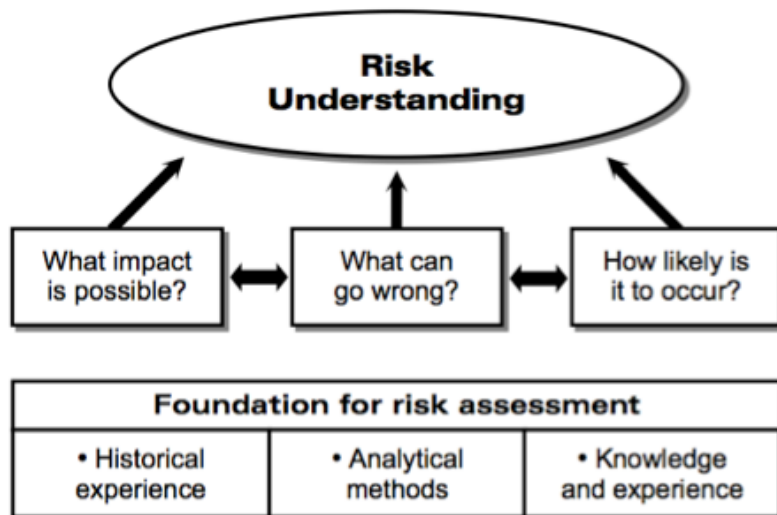 Risk
Understanding
What impact
is possible?
What can
go wrong?
How likely is
it to occur?
Foundation for risk assessment
• Historical
experience
• Analytical
methods
• Knowledge
and experience